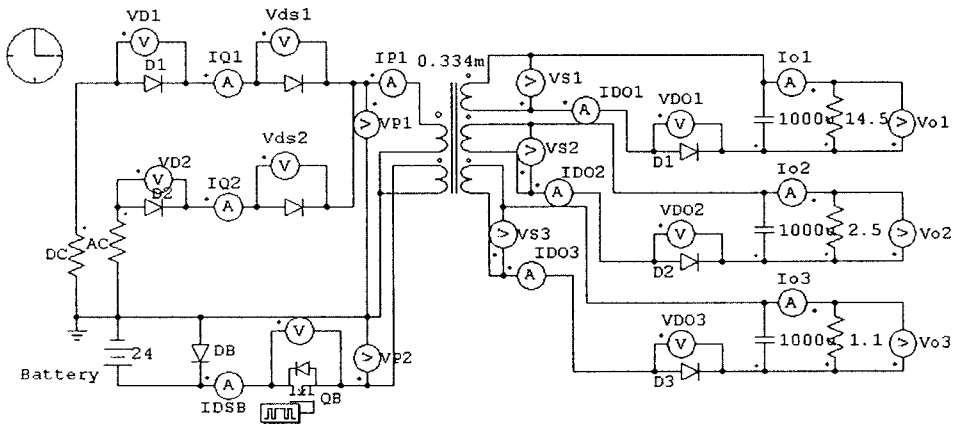 VD1
Vds1
V
V
D1
IQ1
A
IP1
A
0.334m
VP1
VD2
Vds2
V
V
D2
IQ2
A
DC
AC
24
Battery
DB
IDSB
A
V
QB
VP2
VS1
IDO1
A
VS2
IDO2
A
VS3
IDO3
A
VDO1
V
D1
Io1
A
1000u
14.5
V
Vo1
VDO2
V
D2
Io2
A
1000u
2.5
V
Vo2
VDO3
V
D3
Io3
A
1000u
1.1
V
Vo3